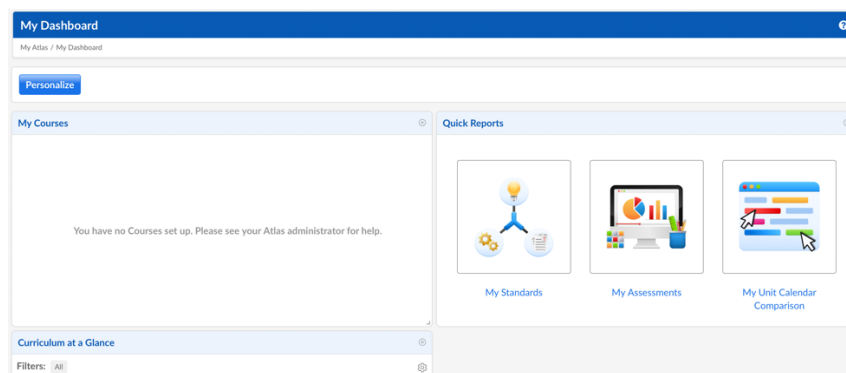 My Dashboard
My Atlas / My Dashboard
Personalize
My Courses
You have no Courses set up. Please see your Atlas administrator for help.
Quick Reports
My Standards
My Assessments
My Unit Calendar
Comparison
Curriculum at a Glance
Filters: All